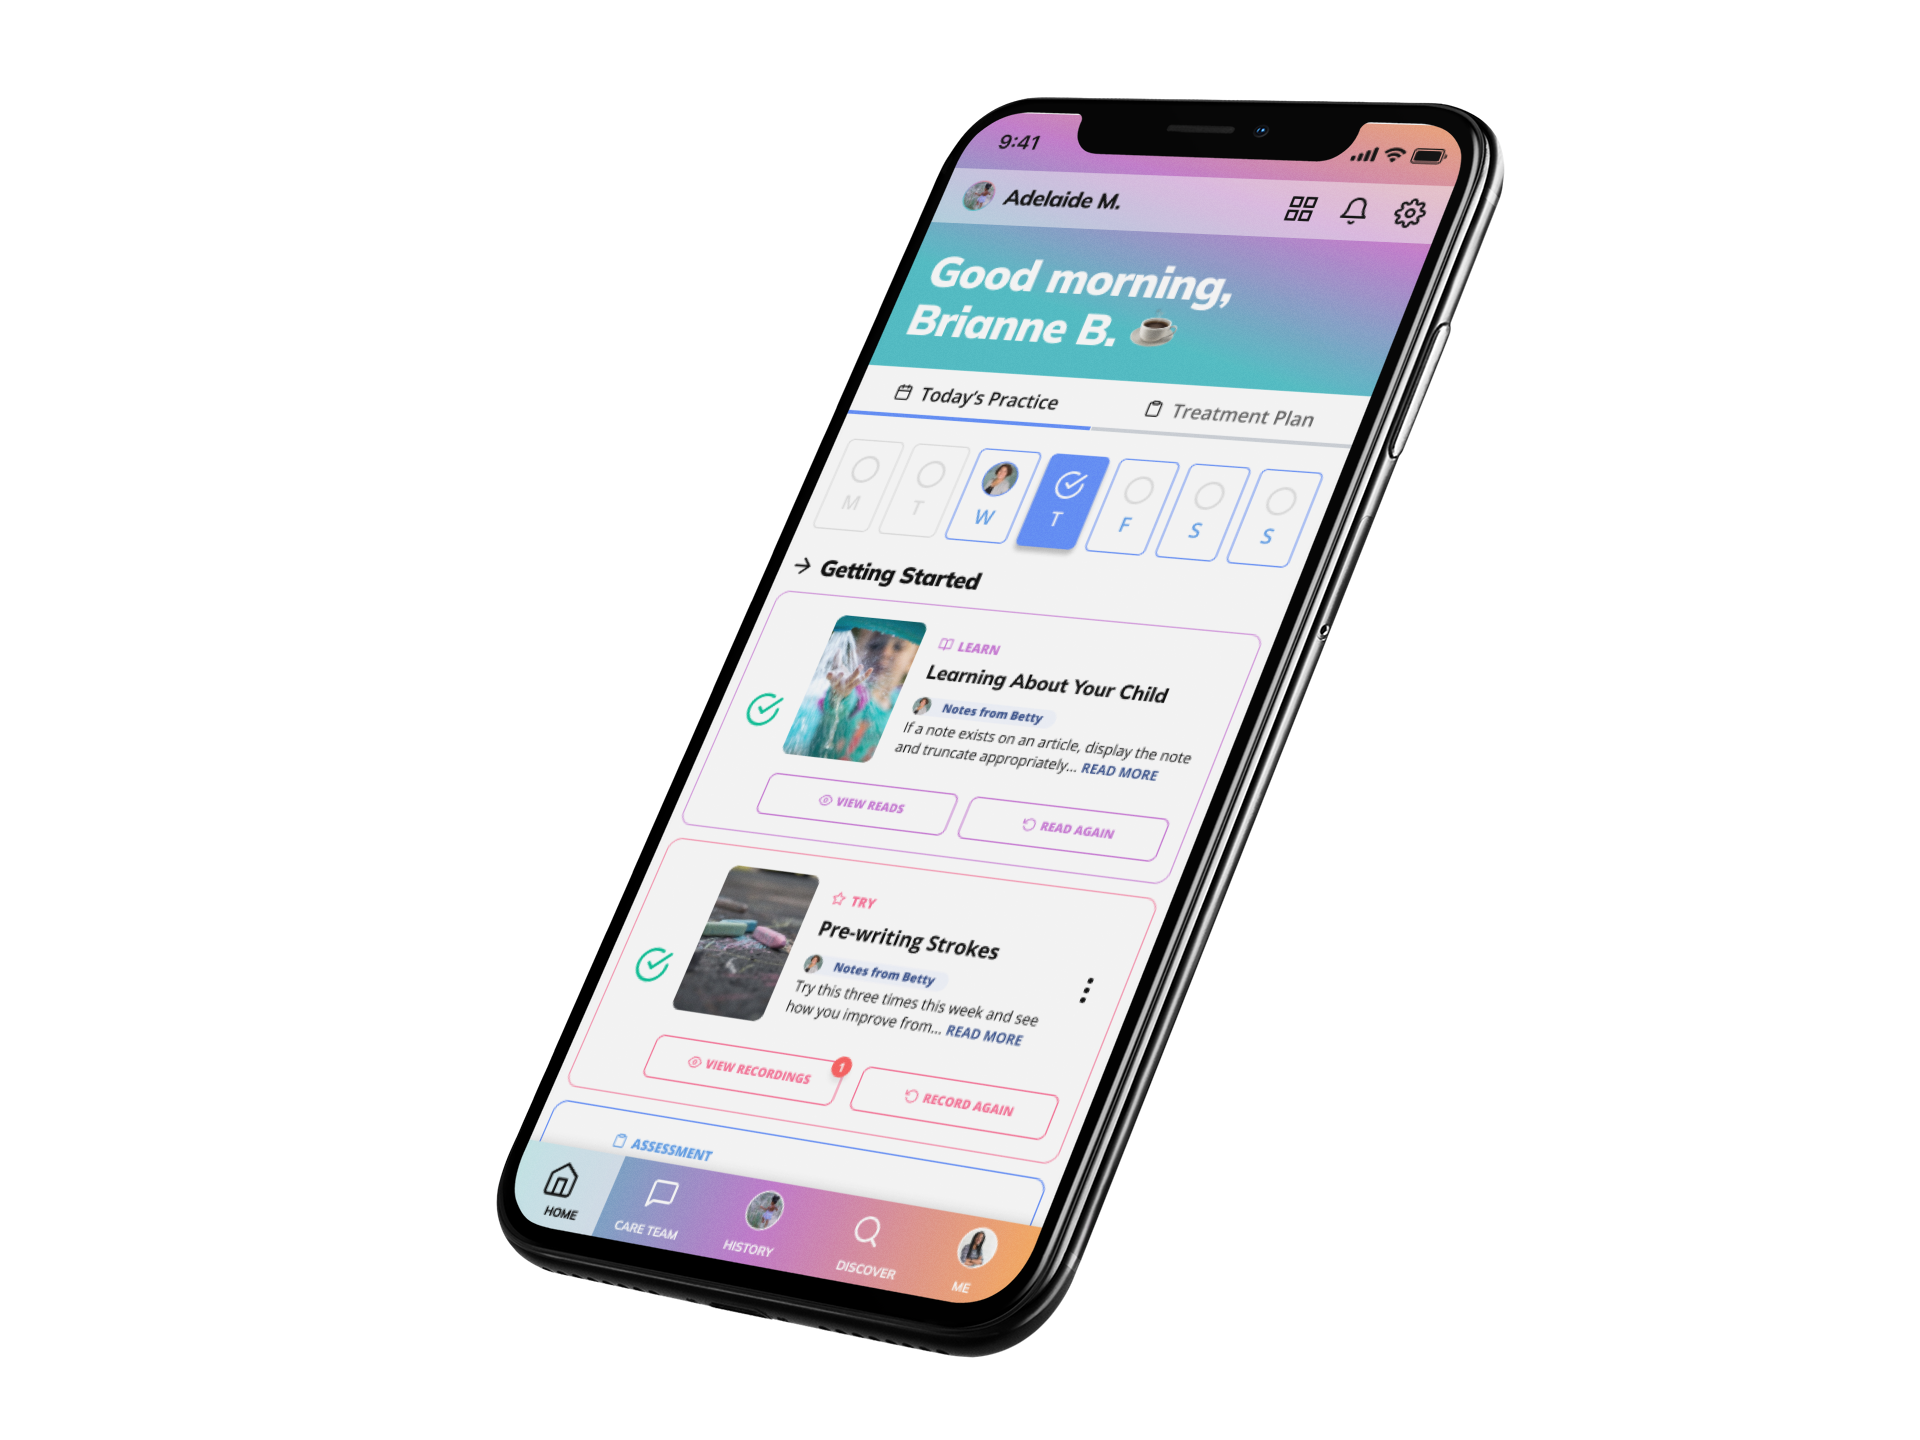 9:41
Adelaide M.
Good morning,
Brianne B.
Today's Practice
Treatment Plan
M
T
W
T
F
S
S
Getting Started
LEARN
Learning About Your Child
Notes from Betty
If a note exists on an article, display the note
and truncate appropriately... READ MORE
VIEW READS
READ AGAIN
TRY
Pre-writing Strokes
Notes from Betty
Try this three times this week and see
how you improve from... READ MORE
VIEW RECORDINGS
1
RECORD AGAIN
ASSESSMENT
HOME
CARE TEAM
HISTORY
DISCOVER
ME